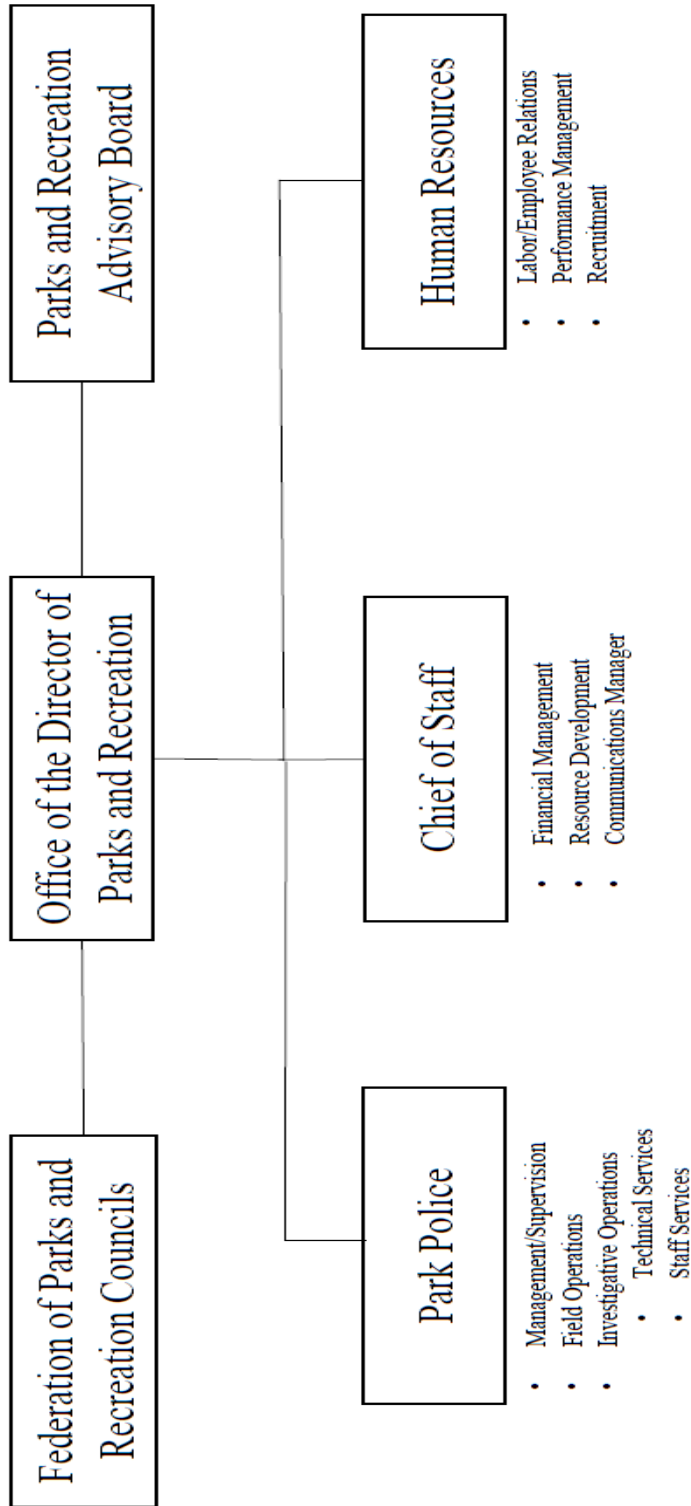 Federation of Parks and
Recreation Councils
Office of the Director of
Parks and Recreation
Parks and Recreation
Advisory Board
Park Police
• Management/Supervision
• Field Operations
• Investigative Operations
• Technical Services
• Staff Services
Chief of Staff
• Financial Management
• Resource Development
• Communications Manager
Human Resources
• Labor/Employee Relations
• Performance Management
• Recruitment